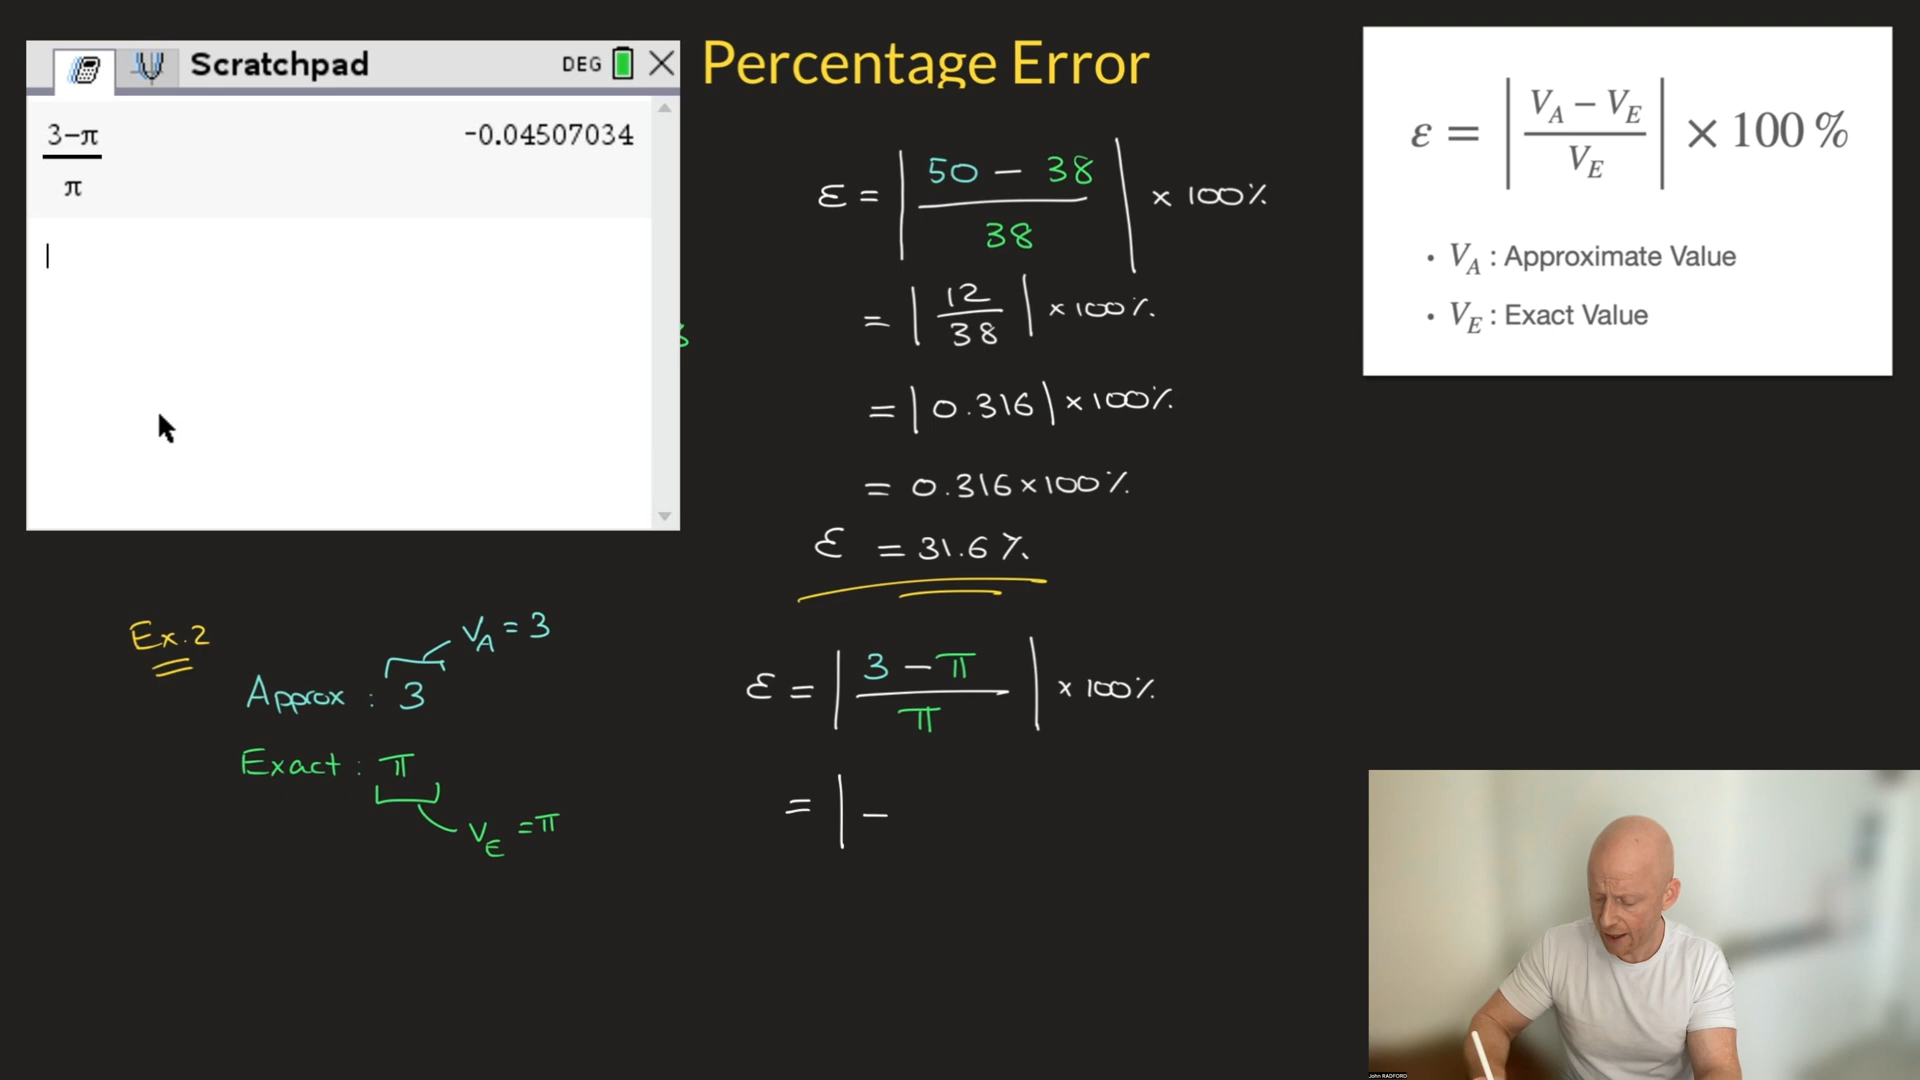 Scratchpad DEG
3−π
π
-0.04507034
Percentage Error
ε = | 50 − 38 / 38 | × 100%
= | 12 / 38 | × 100%
= | 0.316 | × 100%
= 0.316 × 100%
ε = 31.6%
ε = | V_A − V_E / V_E | × 100 %
• V_A : Approximate Value
• V_E : Exact Value
Ex.2
V_A = 3
Approx : 3
Exact : π
V_E = π
ε = | 3 − π / π | × 100%
= | −
John RADFORD